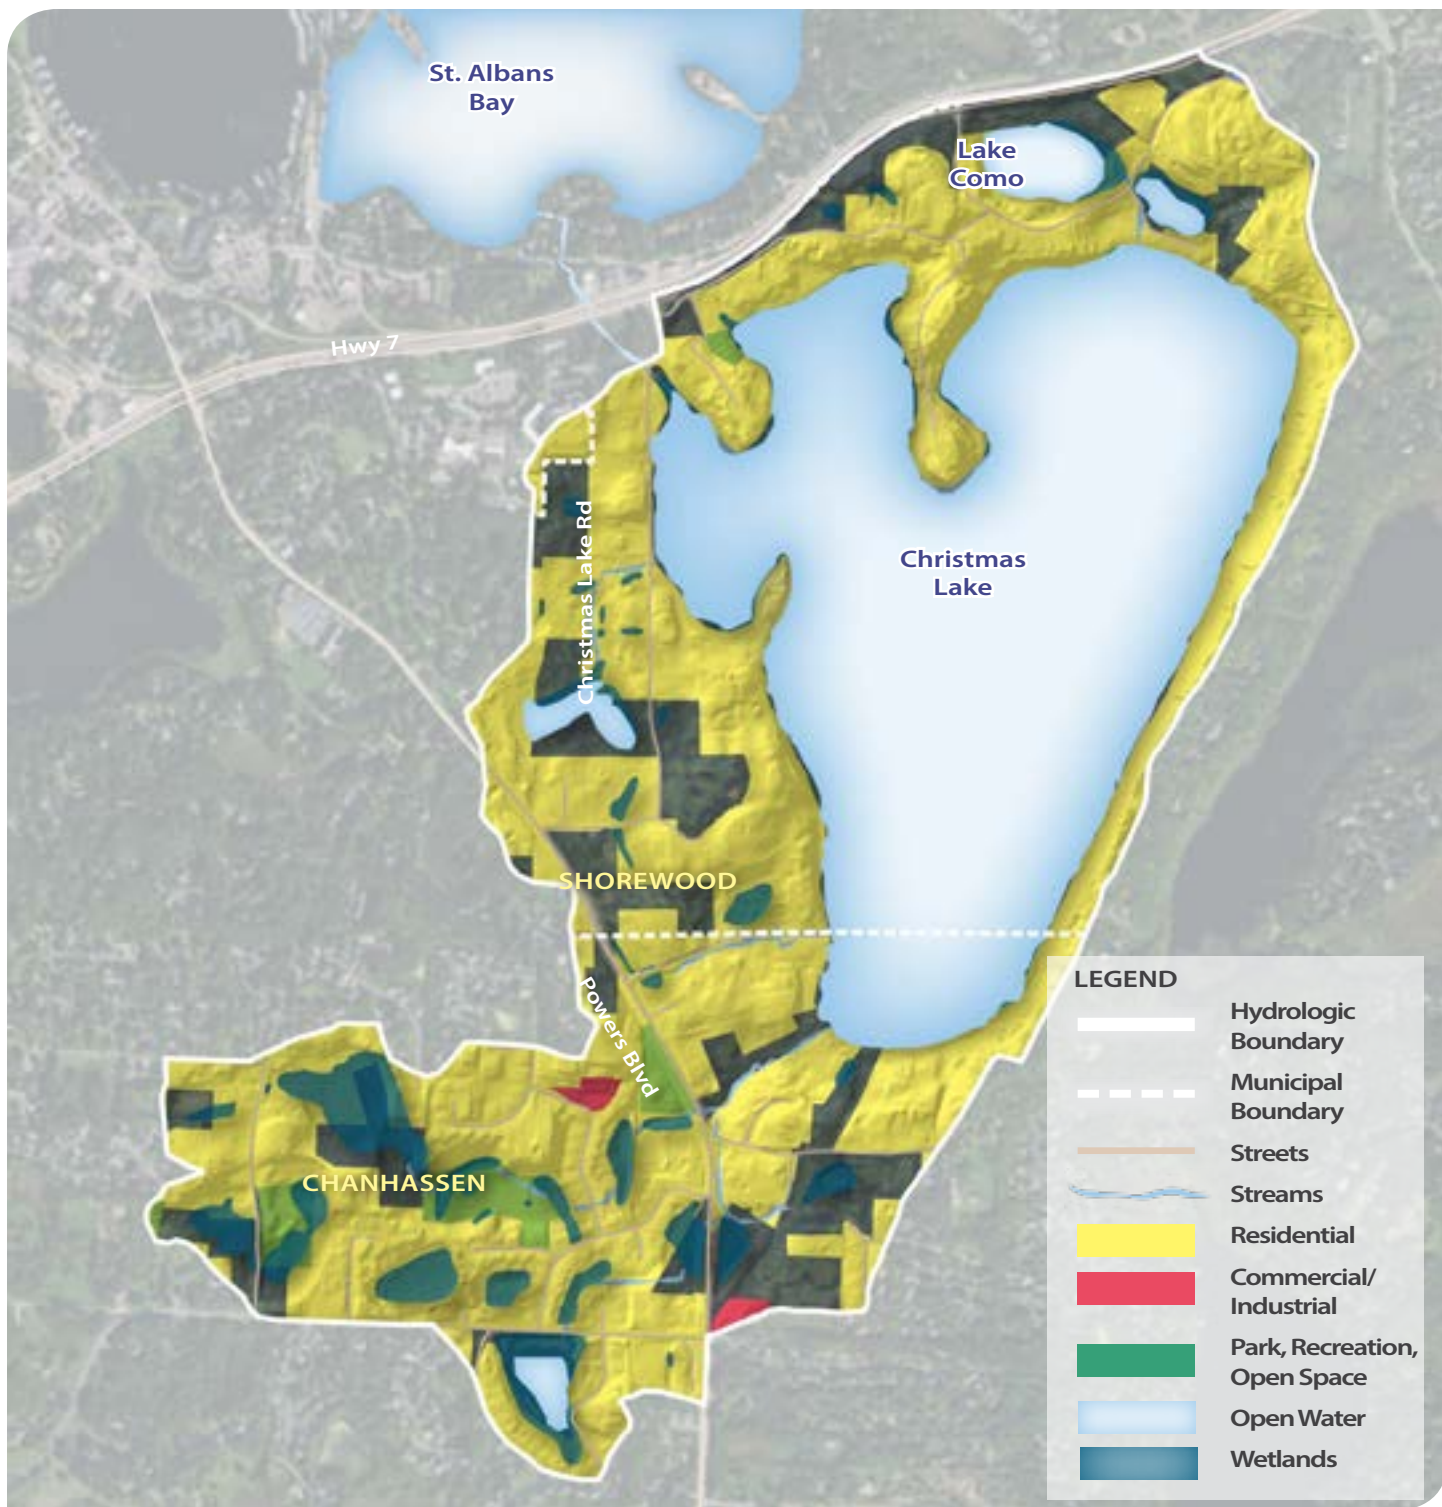 St. Albans
Bay
Lake
Como
Hwy 7
Christmas Lake Rd
Christmas
Lake
SHOREWOOD
Powers Blvd
CHANHASSEN
LEGEND
Hydrologic
Boundary
Municipal
Boundary
Streets
Streams
Residential
Commercial/
Industrial
Park, Recreation,
Open Space
Open Water
Wetlands